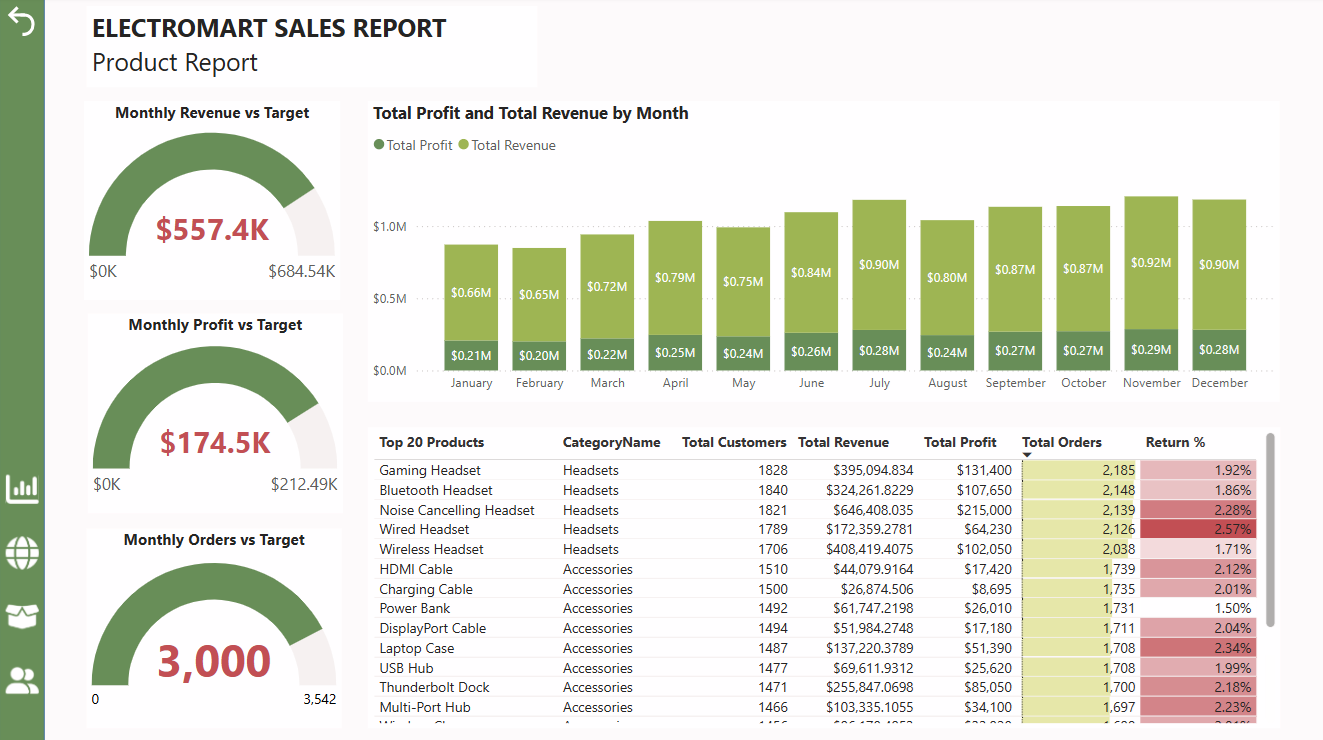 ELECTROMART SALES REPORT
Product Report
Monthly Revenue vs Target
$557.4K
$0K $684.54K
Monthly Profit vs Target
$174.5K
$0K $212.49K
Monthly Orders vs Target
3,000
0 3,542
Total Profit and Total Revenue by Month
Total Profit Total Revenue
$1.0M
$0.5M
$0.0M
$0.66M $0.65M $0.72M $0.79M $0.75M $0.84M $0.90M $0.80M $0.87M $0.87M $0.92M $0.90M
$0.21M $0.20M $0.22M $0.25M $0.24M $0.26M $0.28M $0.24M $0.27M $0.27M $0.29M $0.28M
January February March April May June July August September October November December
Top 20 Products CategoryName Total Customers Total Revenue Total Profit Total Orders Return %
Gaming Headset Headsets 1828 $395,094.834 $131,400 2,185 1.92%
Bluetooth Headset Headsets 1840 $324,261.8229 $107,650 2,148 1.86%
Noise Cancelling Headset Headsets 1821 $646,408.035 $215,000 2,139 2.28%
Wired Headset Headsets 1789 $172,359.2781 $64,230 2,126 2.57%
Wireless Headset Headsets 1706 $408,419.4075 $102,050 2,038 1.71%
HDMI Cable Accessories 1510 $44,079.9164 $17,420 1,739 2.12%
Charging Cable Accessories 1500 $26,874.506 $8,695 1,735 2.01%
Power Bank Accessories 1492 $61,747.2198 $26,010 1,731 1.50%
DisplayPort Cable Accessories 1494 $51,984.2748 $17,180 1,711 2.04%
Laptop Case Accessories 1487 $137,220.3789 $51,390 1,708 2.34%
USB Hub Accessories 1477 $69,611.9312 $25,620 1,708 1.99%
Thunderbolt Dock Accessories 1471 $255,847.0698 $85,050 1,700 2.18%
Multi-Port Hub Accessories 1466 $103,335.1055 $34,100 1,697 2.23%